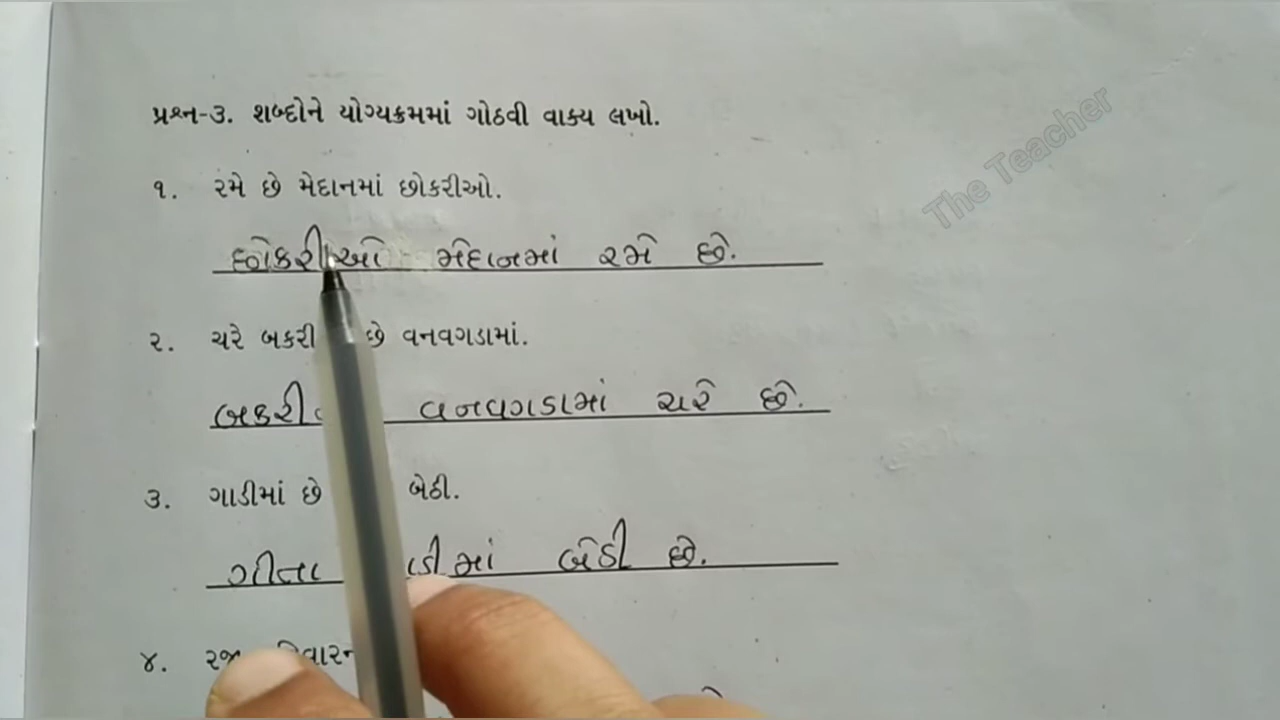 પ્રશ્ન-૩. શબ્દોને યોગ્યક્રમમાં ગોઠવી વાક્ય લખો.
The Teacher
૧. રમે છે મેદાનમાં છોકરીઓ.
છોકરીઓ મેદાનમાં રમે છે.
૨. ચરે બકરી છે વનવગડામાં.
બકરી વનવગડામાં ચરે છે.
૩. ગાડીમાં છે બેઠી.
ગીતા બેઠી છે.
૪.